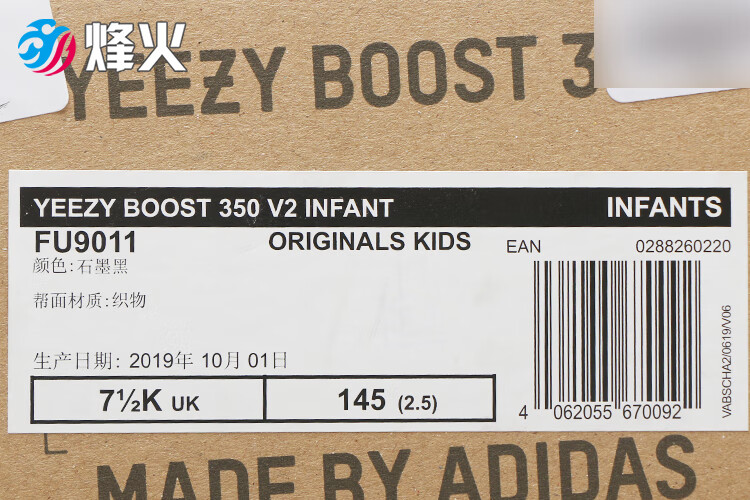 烽火
YEEZY BOOST 3
YEEZY BOOST 350 V2 INFANT INFANTS
FU9011 ORIGINALS KIDS EAN 0288260220
颜色:石墨黑
帮面材质:织物
生产日期: 2019年 10月 01日
7½K UK 145 (2.5)
4 062055 670092
VABSCHA2/0619/V06
MADE BY ADIDAS